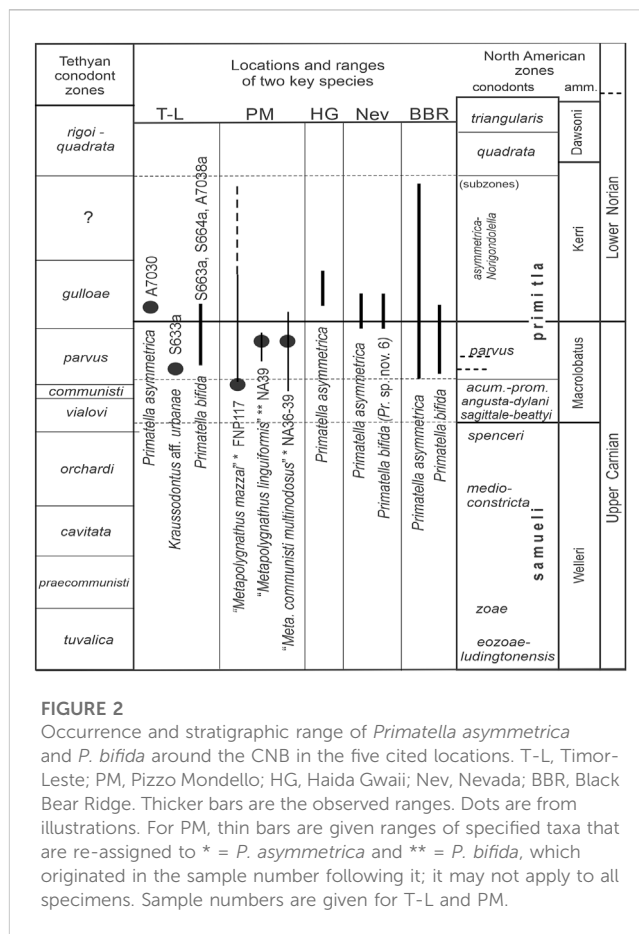 Tethyan
conodont
zones
Locations and ranges
of two key species
North American
zones
conodonts amm.
T-L PM HG Nev BBR
rigoi -
quadrata
?
gulloae
parvus
communisti
vialovi
orchardi
cavitata
praecommunisti
tuvalica
Primatella asymmetrica
A7030
Kraussodontus aff. urbanae
S633a
Primatella bifida
S663a, S664a, A7038a
"Metapolygnathus mazzai" * FNP117
"Metapolygnathus linguiformis" ** NA39
"Meta. communisti multinodosus" * NA36-39
Primatella asymmetrica
Primatella asymmetrica
Primatella bifida (Pr. sp. nov. 6)
Primatella asymmetrica
Primatella bifida
triangularis
quadrata
(subzones)
asymmetrica-
Norigondolella
parvus
acum.-prom.
angusta-dylani
sagittale-beattyi
spenceri
medio-
constricta
zoae
eozoae-
ludingtonensis
primitia
samueli
Dawsoni
Kerri
Macrolobatus
Welleri
Lower Norian
Upper Carnian
FIGURE 2
Occurrence and stratigraphic range of Primatella asymmetrica
and P. bifida around the CNB in the five cited locations. T-L, Timor-
Leste; PM, Pizzo Mondello; HG, Haida Gwaii; Nev, Nevada; BBR, Black
Bear Ridge. Thicker bars are the observed ranges. Dots are from
illustrations. For PM, thin bars are given ranges of specified taxa that
are re-assigned to * = P. asymmetrica and ** = P. bifida, which
originated in the sample number following it; it may not apply to all
specimens. Sample numbers are given for T-L and PM.